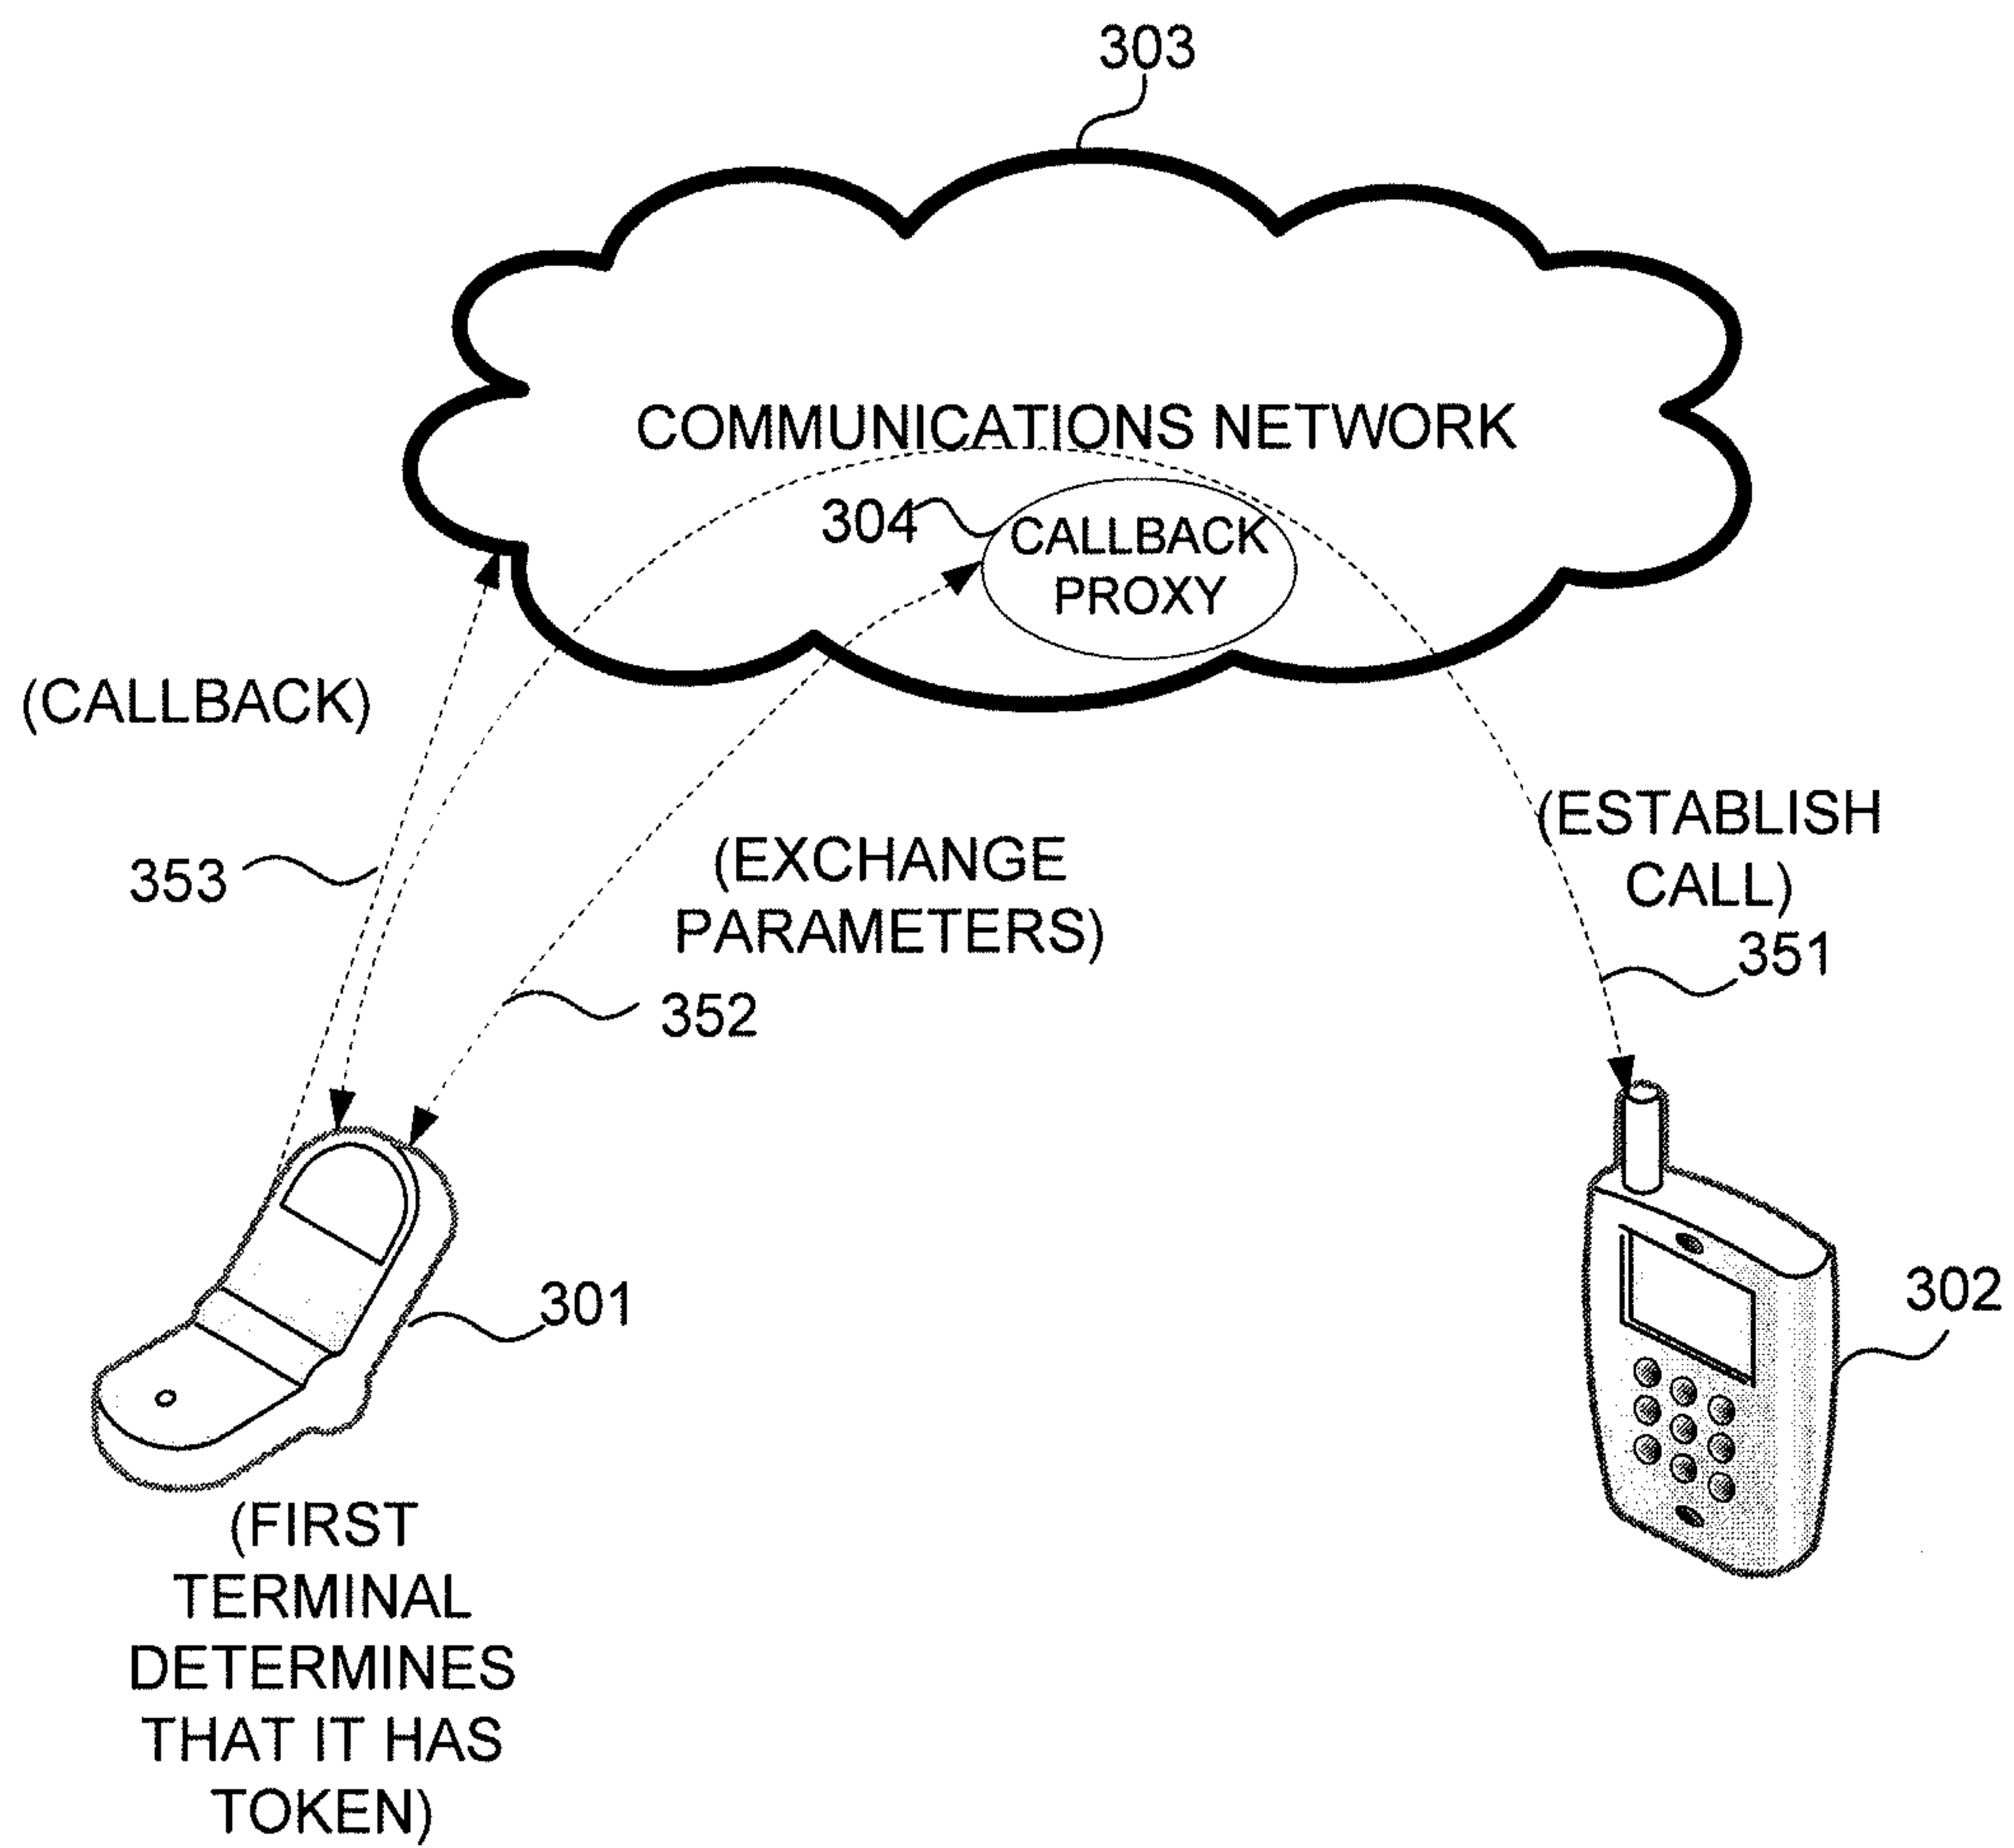 303
COMMUNICATIONS NETWORK
304
CALLBACK
PROXY
(CALLBACK)
353
(EXCHANGE
PARAMETERS)
352
(ESTABLISH
CALL)
351
301
302
(FIRST
TERMINAL
DETERMINES
THAT IT HAS
TOKEN)